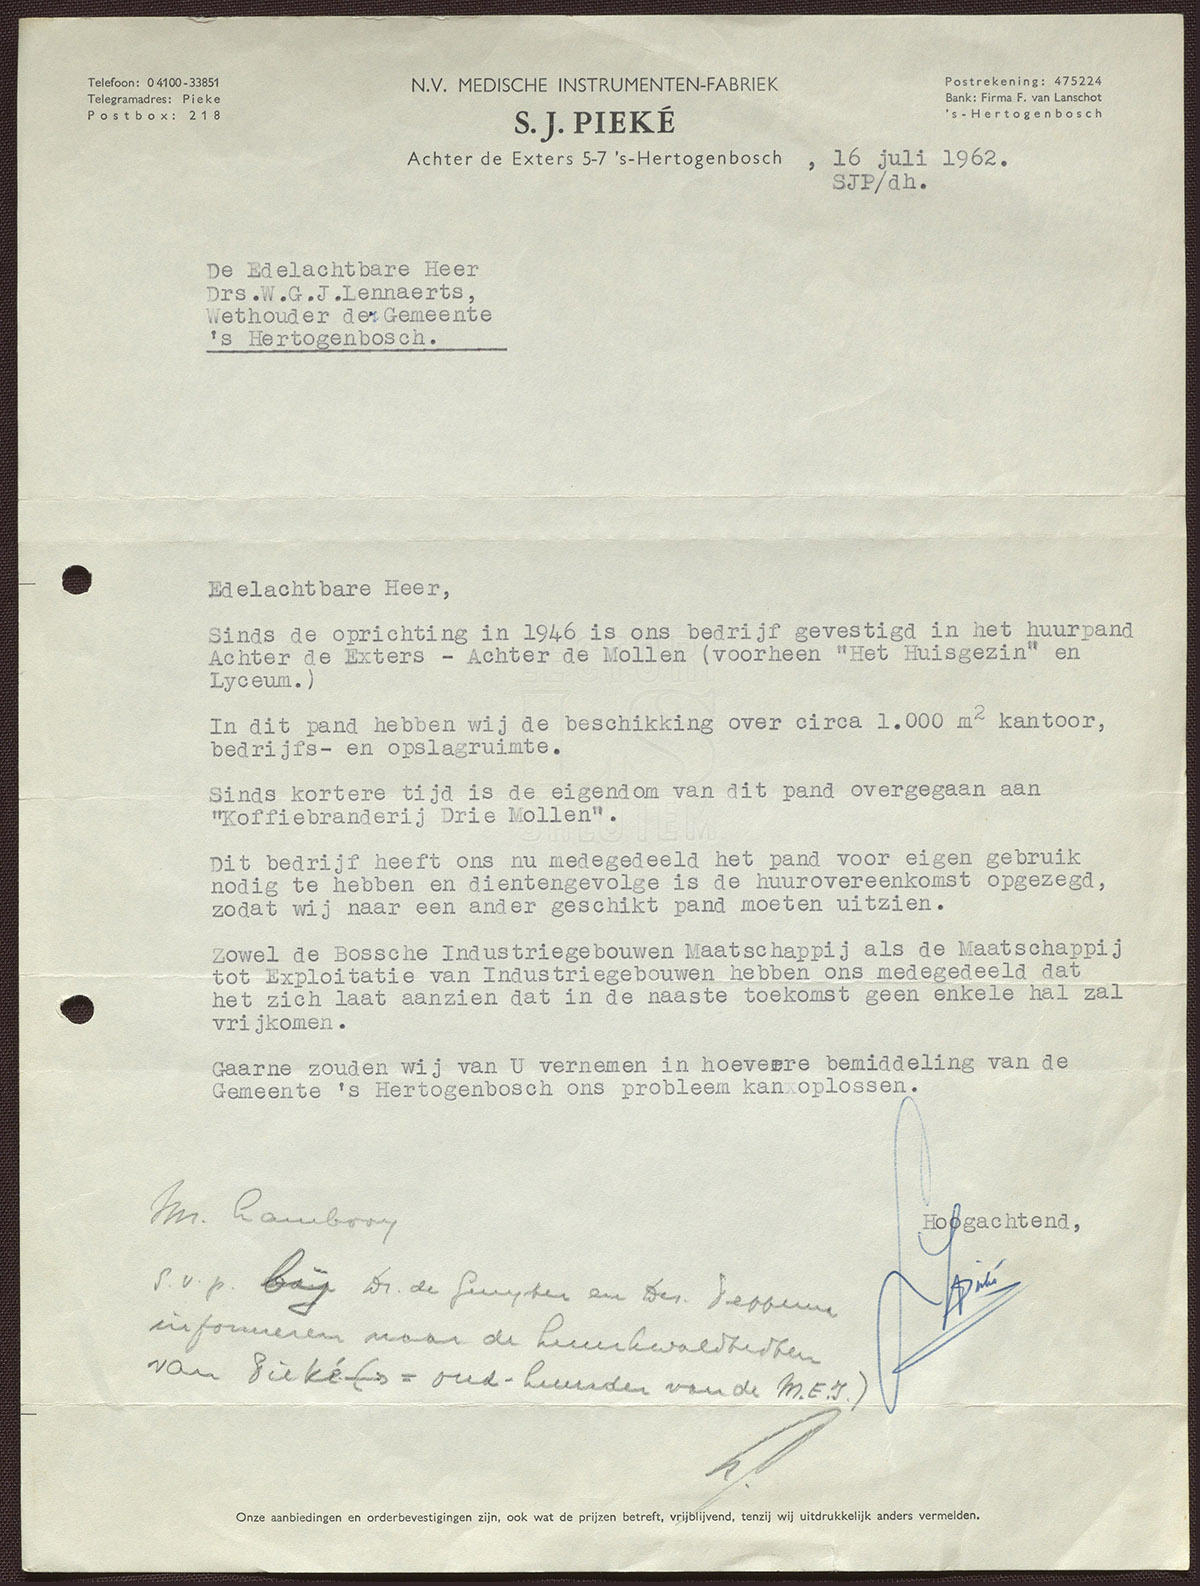 Telefoon: 04100-33851
Telegramadres: Pieke
Postbox: 218
N.V. MEDISCHE INSTRUMENTEN-FABRIEK
S. J. PIEKÉ
Achter de Exters 5-7 's-Hertogenbosch
Postrekening: 475224
Bank: Firma F. van Lanschot
's-Hertogenbosch
, 16 juli 1962.
SJP/dh.
De Edelachtbare Heer
Drs.W.G.J.Lennaerts,
Wethouder der Gemeente
's Hertogenbosch.
Edelachtbare Heer,
Sinds de oprichting in 1946 is ons bedrijf gevestigd in het huurpand
Achter de Exters - Achter de Mollen (voorheen "Het Huisgezin" en
Lyceum.)
In dit pand hebben wij de beschikking over circa 1.000 m2 kantoor,
bedrijfs- en opslagruimte.
Sinds kortere tijd is de eigendom van dit pand overgegaan aan
"Koffiebranderij Drie Mollen".
Dit bedrijf heeft ons nu medegedeeld het pand voor eigen gebruik
nodig te hebben en dientengevolge is de huurovereenkomst opgezegd,
zodat wij naar een ander geschikt pand moeten uitzien.
Zowel de Bossche Industriegebouwen Maatschappij als de Maatschappij
tot Exploitatie van Industriegebouwen hebben ons medegedeeld dat
het zich laat aanzien dat in de naaste toekomst geen enkele hal zal
vrijkomen.
Gaarne zouden wij van U vernemen in hoeverre bemiddeling van de
Gemeente 's Hertogenbosch ons probleem kan oplossen.
Hoogachtend,
Mr. Lambooy
s.v.p. bij Dr. de Gruyter en Drs.
informeren naar de
van Pieké (= oud-huurder van de M.E.I.)
Onze aanbiedingen en orderbevestigingen zijn, ook wat de prijzen betreft, vrijblijvend, tenzij wij uitdrukkelijk anders vermelden.